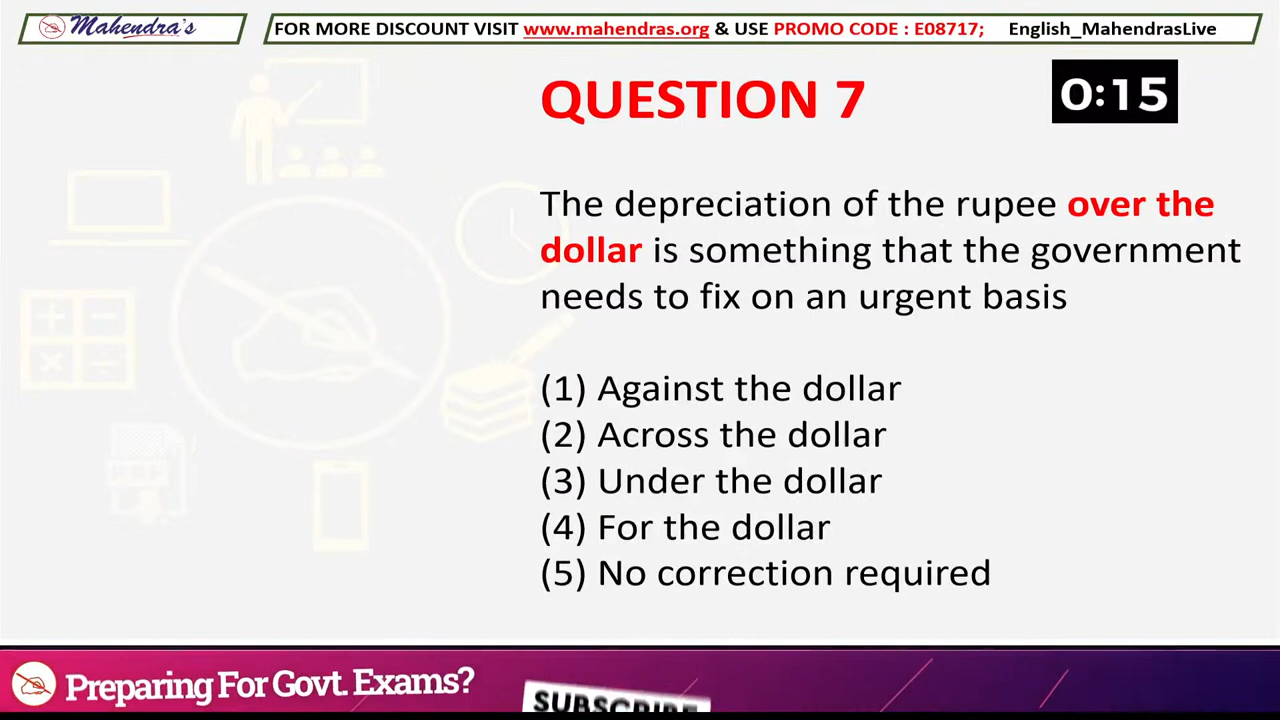 Mahendra's
FOR MORE DISCOUNT VISIT www.mahendras.org & USE PROMO CODE : E08717; English_MahendrasLive
QUESTION 7
0:15
The depreciation of the rupee over the
dollar is something that the government
needs to fix on an urgent basis
(1) Against the dollar
(2) Across the dollar
(3) Under the dollar
(4) For the dollar
(5) No correction required
Preparing For Govt. Exams?
SUBSCRIBE